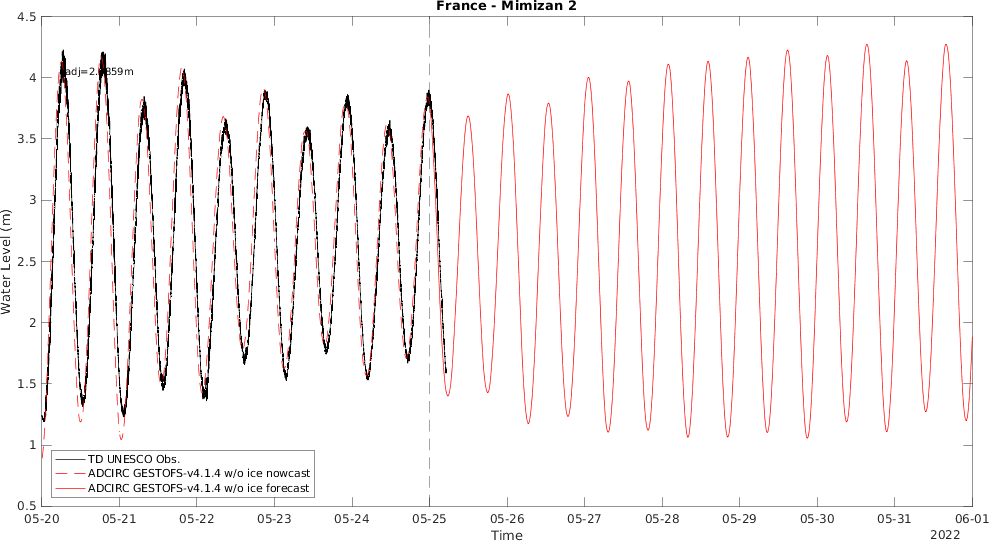 France - Mimizan 2
4.5
4
3.5
3
2.5
2
1.5
1
0.5
Water Level (m)
TD UNESCO Obs.
ADCIRC GESTOFS-v4.1.4 w/o ice nowcast
ADCIRC GESTOFS-v4.1.4 w/o ice forecast
05-20 05-21 05-22 05-23 05-24 05-25 05-26 05-27 05-28 05-29 05-30 05-31 06-01
Time
2022